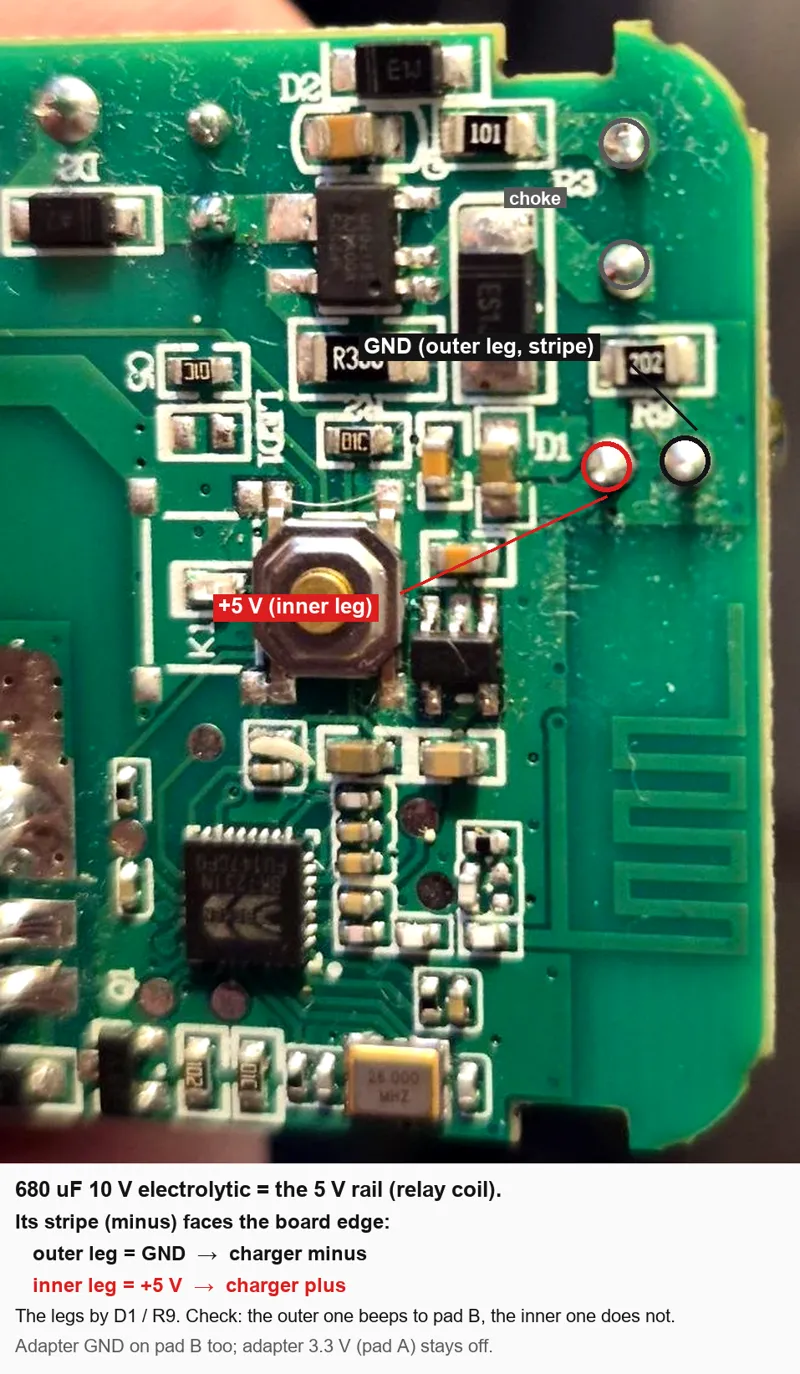 D2
101
R3
choke
GND (outer leg, stripe)
302
R9
D1
LED1
01C
+5 V (inner leg)
K1
26.000
MHZ
680 uF 10 V electrolytic = the 5 V rail (relay coil).
Its stripe (minus) faces the board edge:
outer leg = GND → charger minus
inner leg = +5 V → charger plus
The legs by D1 / R9. Check: the outer one beeps to pad B, the inner one does not.
Adapter GND on pad B too; adapter 3.3 V (pad A) stays off.